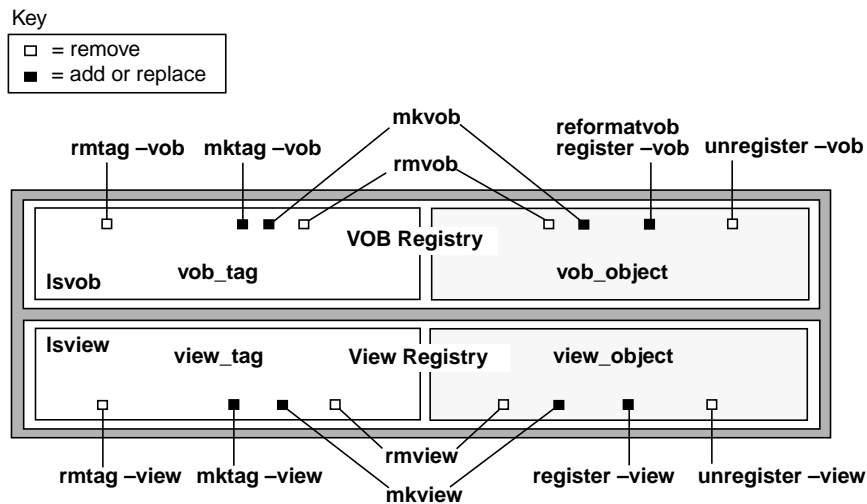 Key
= remove
= add or replace
mkvob
reformatvob
rmtag –vob
mktag –vob
register –vob
unregister –vob
rmvob
VOB Registry
vob_tag
vob_object
lsvob
lsview
view_tag
View Registry
view_object
rmview
rmtag –view
mktag –view
register –view
unregister –view
mkview